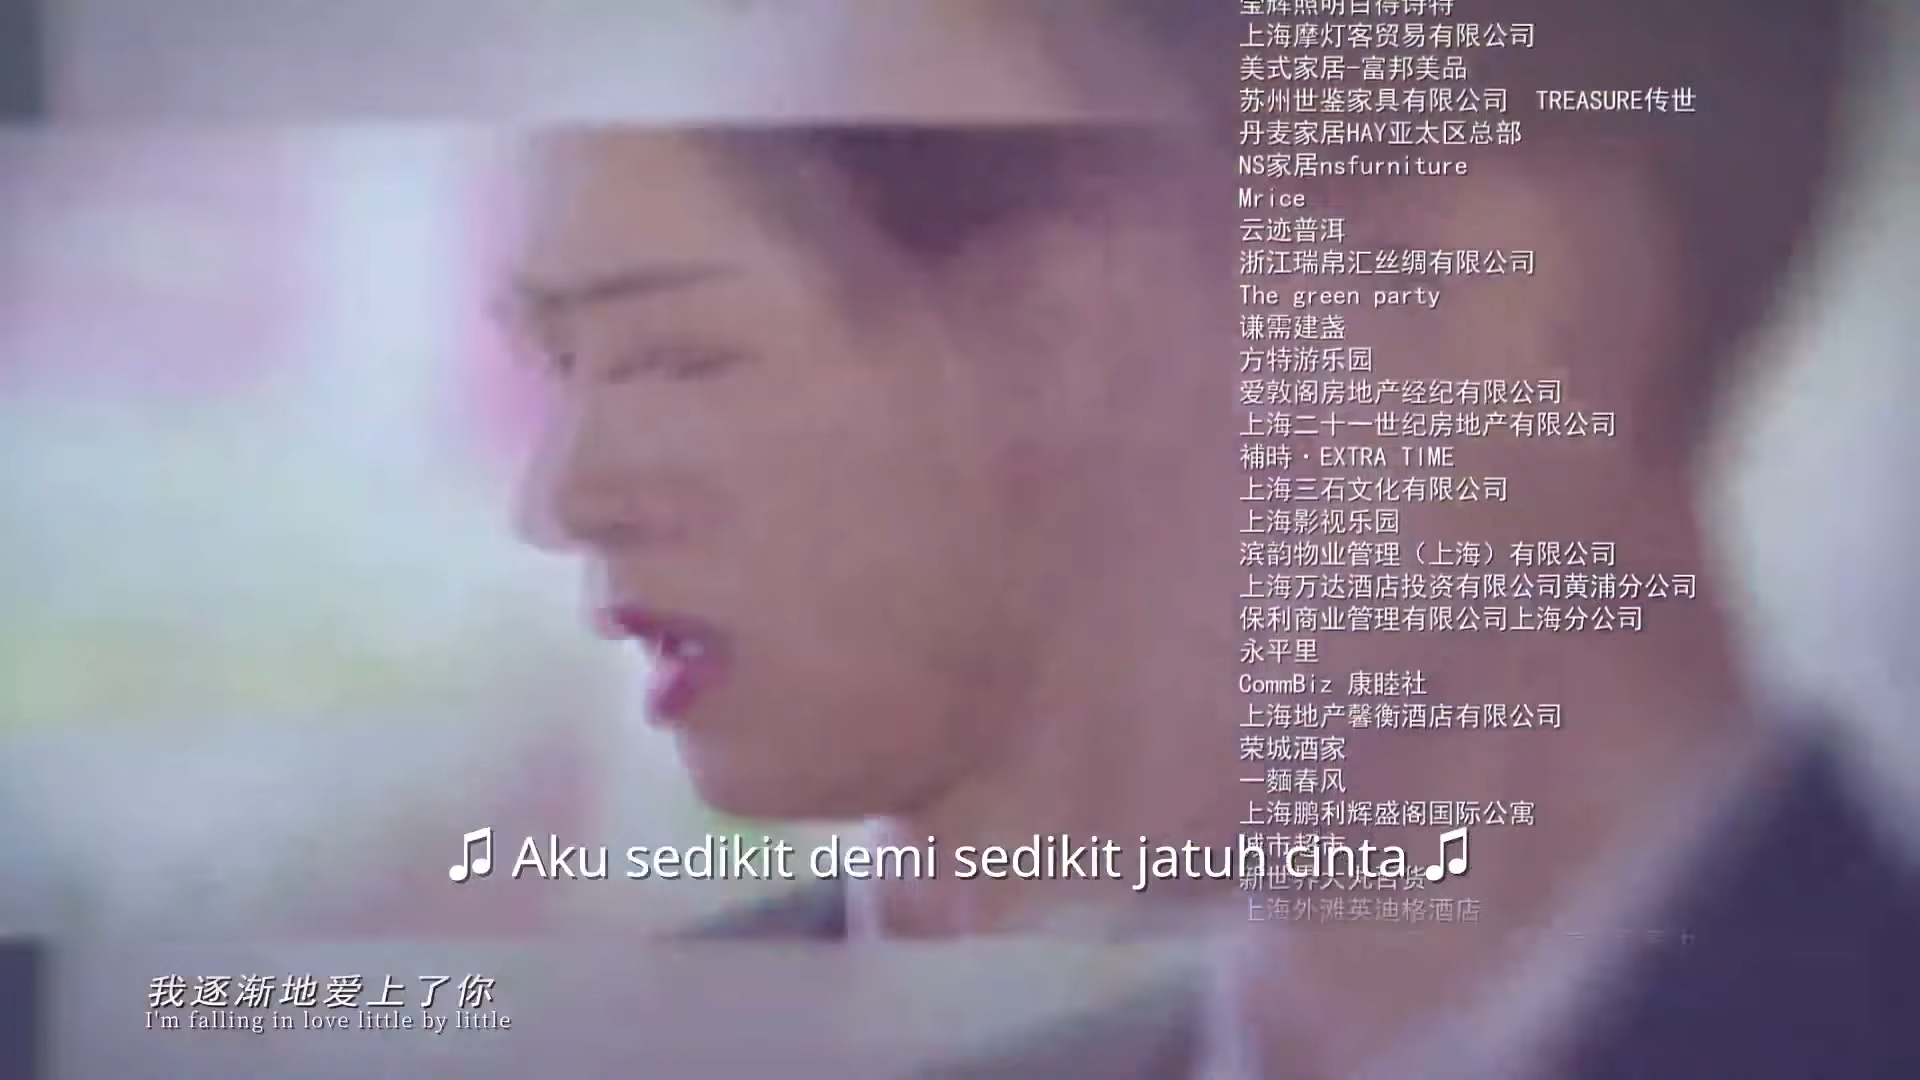 上海摩灯客贸易有限公司
美式家居-富邦美品
苏州世鉴家具有限公司 TREASURE传世
丹麦家居HAY亚太区总部
NS家居nsfurniture
Mrice
云迹普洱
浙江瑞帛汇丝绸有限公司
The green party
谦需建盏
方特游乐园
爱敦阁房地产经纪有限公司
上海二十一世纪房地产有限公司
補時·EXTRA TIME
上海三石文化有限公司
上海影视乐园
滨韵物业管理（上海）有限公司
上海万达酒店投资有限公司黄浦分公司
保利商业管理有限公司上海分公司
永平里
CommBiz 康睦社
上海地产馨衡酒店有限公司
荣城酒家
一麵春风
上海鹏利辉盛阁国际公寓
城市超市
新世界大丸百货
上海外滩英迪格酒店
♫ Aku sedikit demi sedikit jatuh cinta ♫
我逐渐地爱上了你
I'm falling in love little by little